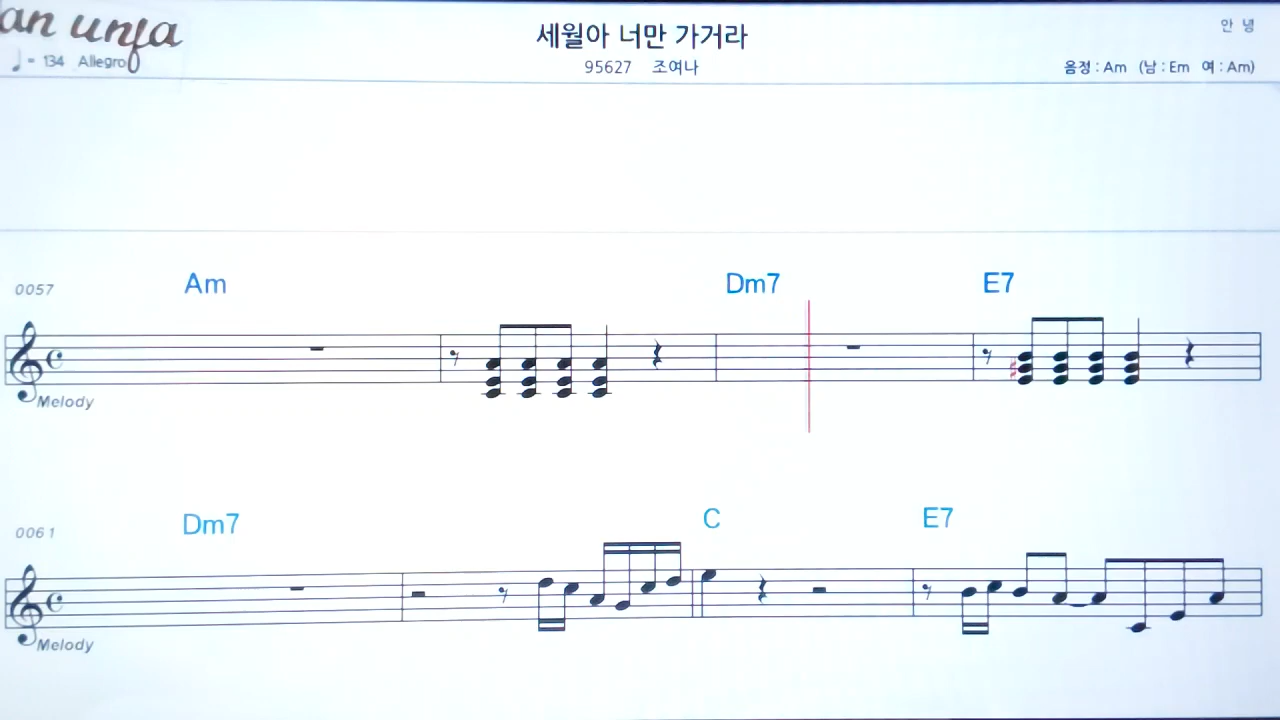 an unja
세월아 너만 가거라
안 녕
♩= 134 Allegro
95627 조여나
음정 : Am (남 : Em 여 : Am)
0057 Am Dm7 E7
Melody
0061 Dm7 C E7
Melody